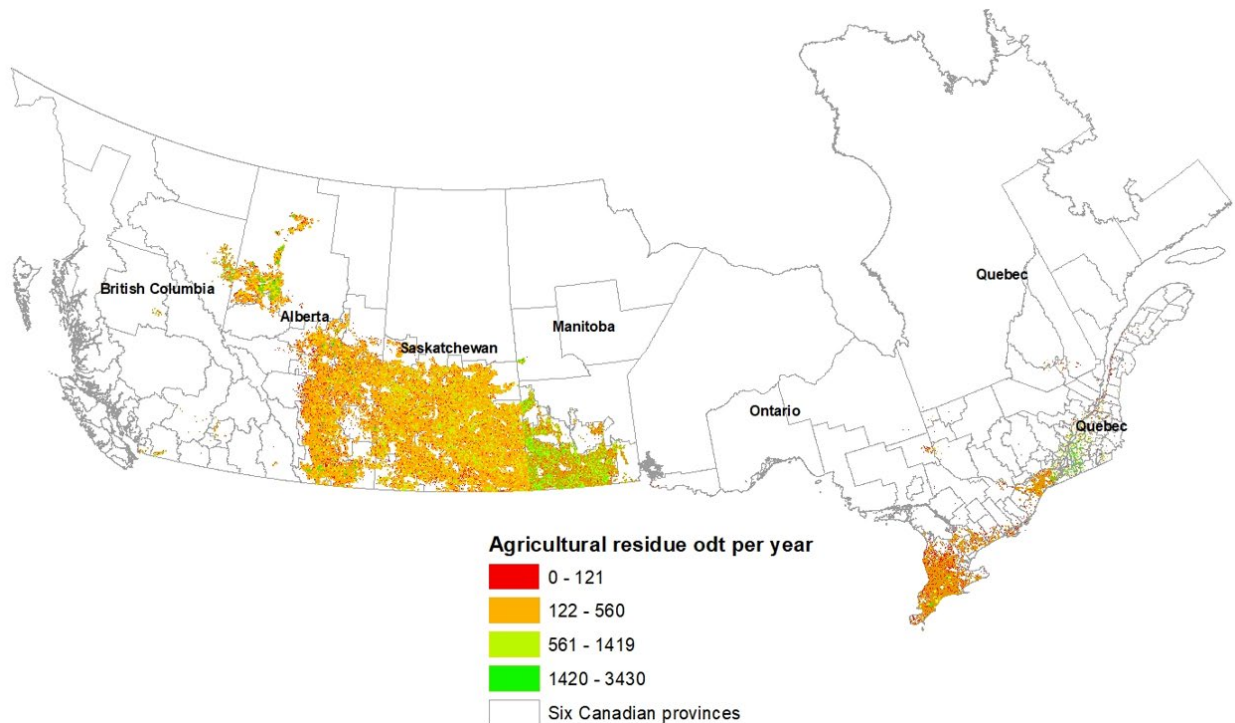 British Columbia
Alberta
Saskatchewan
Manitoba
Ontario
Quebec
Quebec
Agricultural residue odt per year
0 - 121
122 - 560
561 - 1419
1420 - 3430
Six Canadian provinces